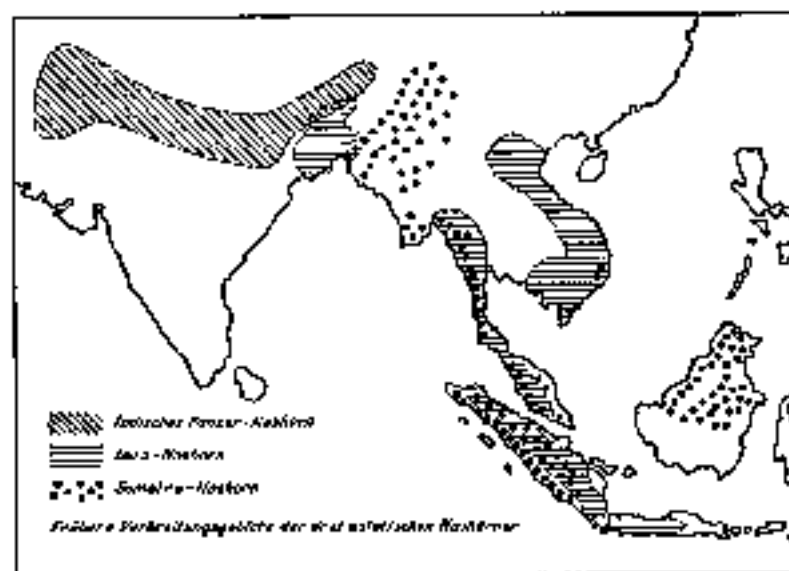 Indisches Panzer-Nashorn
Java-Nashorn
Sumatra-Nashorn
Frühere Verbreitungsgebiete der drei asiatischen Nashörner